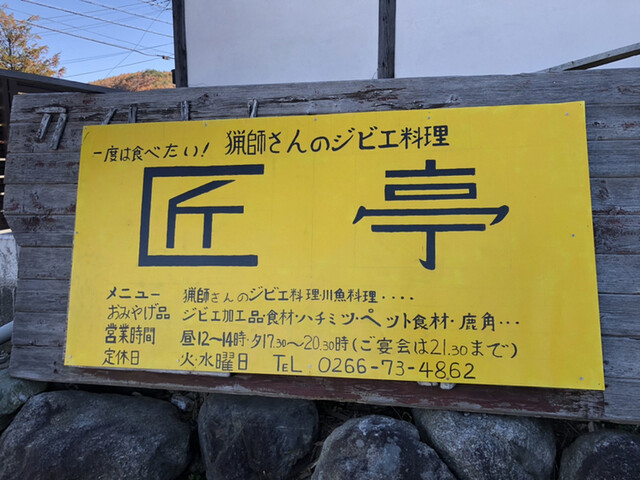 一度は食べたい! 猟師さんのジビエ料理
匠亭
メニュー 猟師さんのジビエ料理・川魚料理・・・・
おみやげ品 ジビエ加工品・食材・ハチミツ・ペット食材・鹿角・・・
営業時間 昼12〜14時・夕17.30〜20.30時(ご宴会は21.30まで)
定休日 火・水曜日 TEL 0266-73-4862